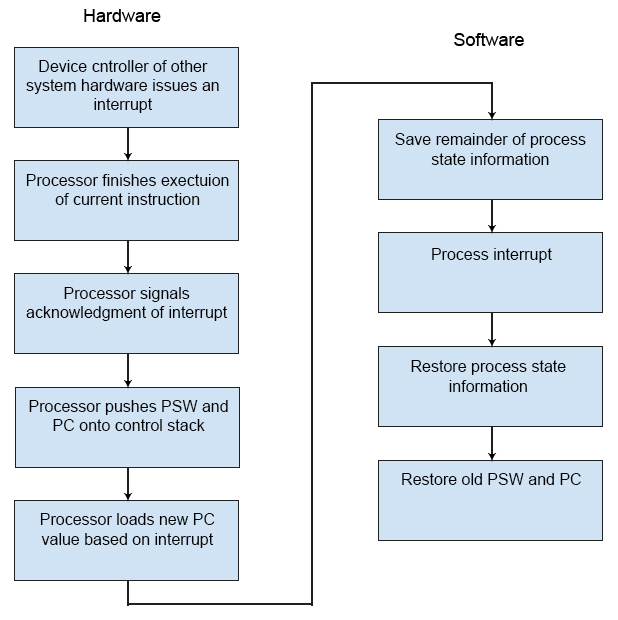 Hardware
Device cntroller of other
system hardware issues an
interrupt
Processor finishes exectuion
of current instruction
Processor signals
acknowledgment of interrupt
Processor pushes PSW and
PC onto control stack
Processor loads new PC
value based on interrupt
Software
Save remainder of process
state information
Process interrupt
Restore process state
information
Restore old PSW and PC